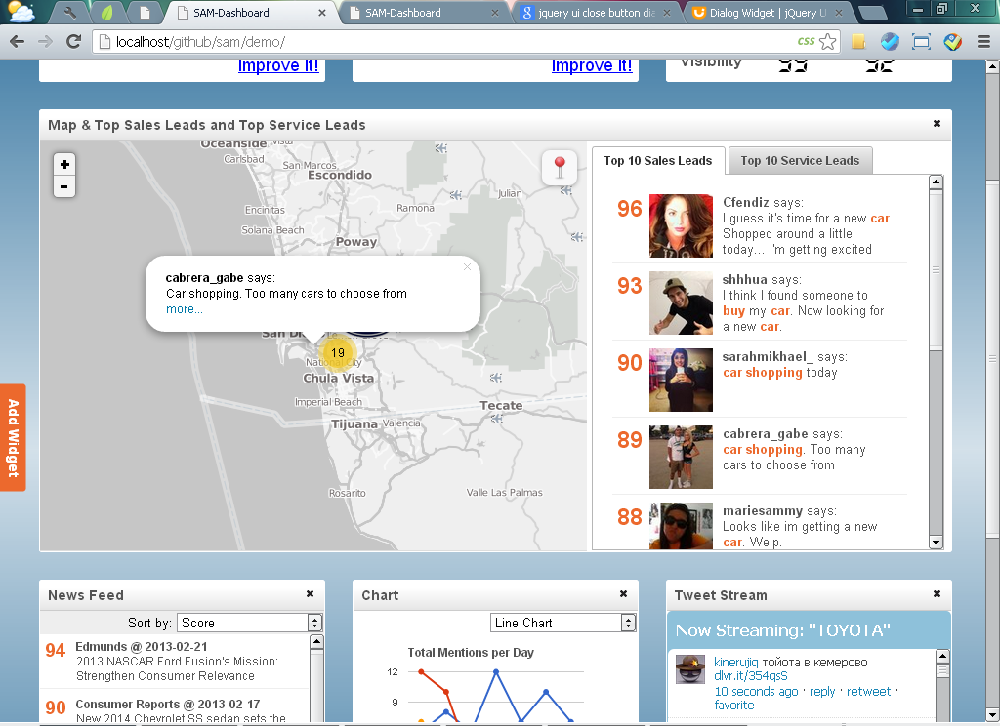 SAM-Dashboard
SAM-Dashboard
jquery ui close button dia
Dialog Widget | jQuery U
localhost/github/sam/demo/
css
Improve it!
Improve it!
Visibility
Map & Top Sales Leads and Top Service Leads
+
-
Oceanside
Vista
Carlsbad
San Marcos
Escondido
Encinitas
Ramona
Julian
Solana Beach
Poway
cabrera_gabe says:
Car shopping. Too many cars to choose from
more...
19
National City
Chula Vista
Imperial Beach
Tecate
Tijuana
Valencia
Rosarito
Valle Las Palmas
Top 10 Sales Leads
Top 10 Service Leads
96
Cfendiz says:
I guess it's time for a new car.
Shopped around a little
today... I'm getting excited
93
shhhua says:
I think I found someone to
buy my car. Now looking for
a new car.
90
sarahmikhael_ says:
car shopping today
89
cabrera_gabe says:
car shopping. Too many
cars to choose from
88
mariesammy says:
Looks like im getting a new
car. Welp.
Add Widget
News Feed
Sort by: Score
94
Edmunds @ 2013-02-21
2013 NASCAR Ford Fusion's Mission:
Strengthen Consumer Relevance
90
Consumer Reports @ 2013-02-17
New 2014 Chevrolet SS sedan sets the
Chart
Line Chart
Total Mentions per Day
12
9
Tweet Stream
Now Streaming: "TOYOTA"
kinerujiq тойота в кемерово
dlvr.it/354qsS
10 seconds ago · reply · retweet ·
favorite